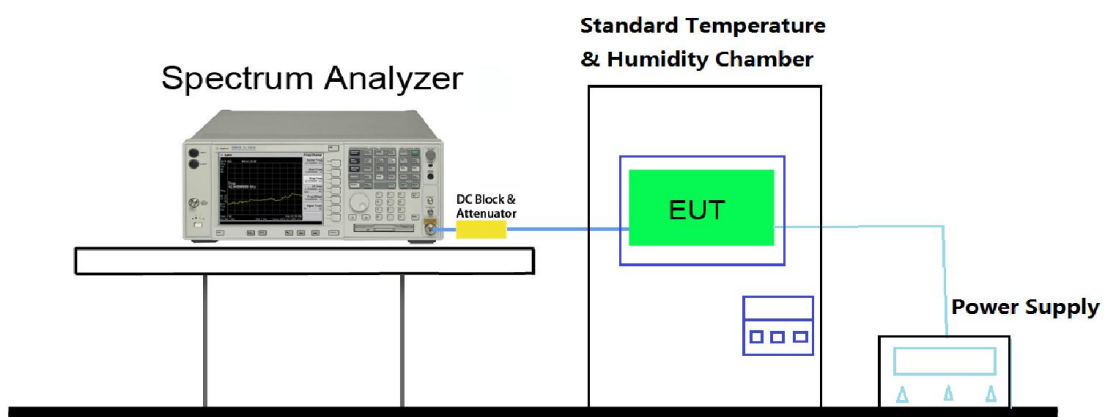 Standard Temperature
& Humidity Chamber
Spectrum Analyzer
DC Block &
Attenuator
EUT
Power Supply